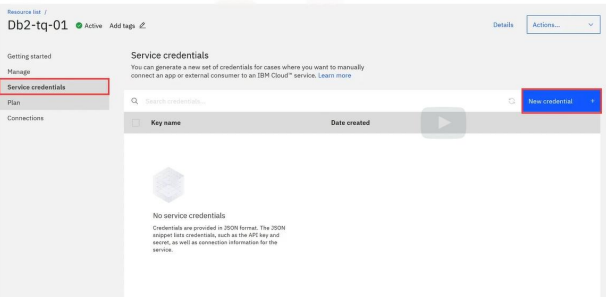 Resource list /
Db2-tq-01 Active Add tags
Details
Actions...
Getting started
Manage
Service credentials
Plan
Connections
Service credentials
You can generate a new set of credentials for cases where you want to manually
connect an app or external consumer to an IBM Cloud™ service. Learn more
Search credentials...
New credential +
Key name
Date created
No service credentials
Credentials are provided in JSON format. The JSON
snippet lists credentials, such as the API key and
secret, as well as connection information for the
service.